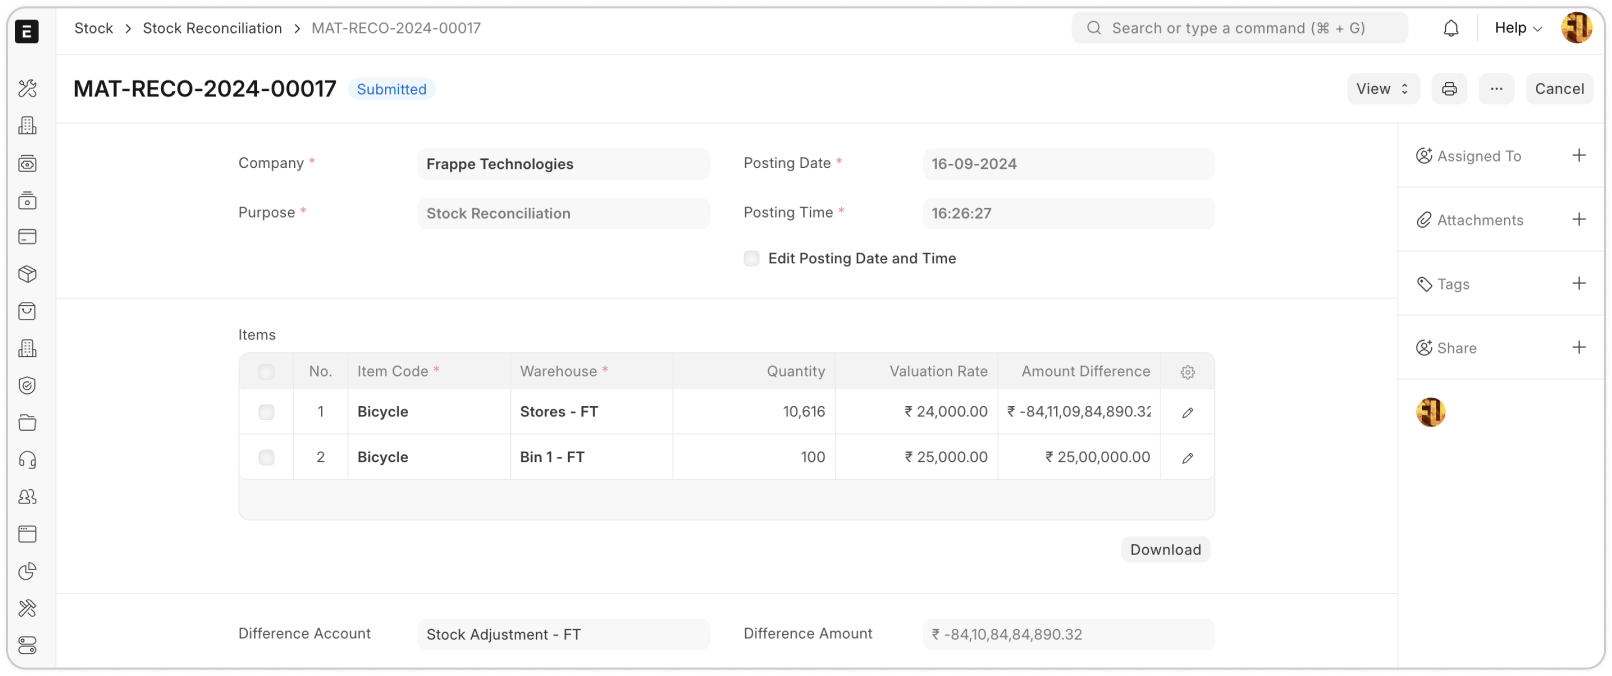 E
Stock > Stock Reconciliation > MAT-RECO-2024-00017
Search or type a command (⌘ + G)
Help
MAT-RECO-2024-00017
Submitted
View
...
Cancel
Company *
Frappe Technologies
Posting Date *
16-09-2024
Purpose *
Stock Reconciliation
Posting Time *
16:26:27
Edit Posting Date and Time
Assigned To +
Attachments +
Tags +
Share +
Items
No. Item Code * Warehouse * Quantity Valuation Rate Amount Difference
1 Bicycle Stores - FT 10,616 ₹ 24,000.00 ₹ -84,11,09,84,890.32
2 Bicycle Bin 1 - FT 100 ₹ 25,000.00 ₹ 25,00,000.00
Download
Difference Account
Stock Adjustment - FT
Difference Amount
₹ -84,10,84,84,890.32